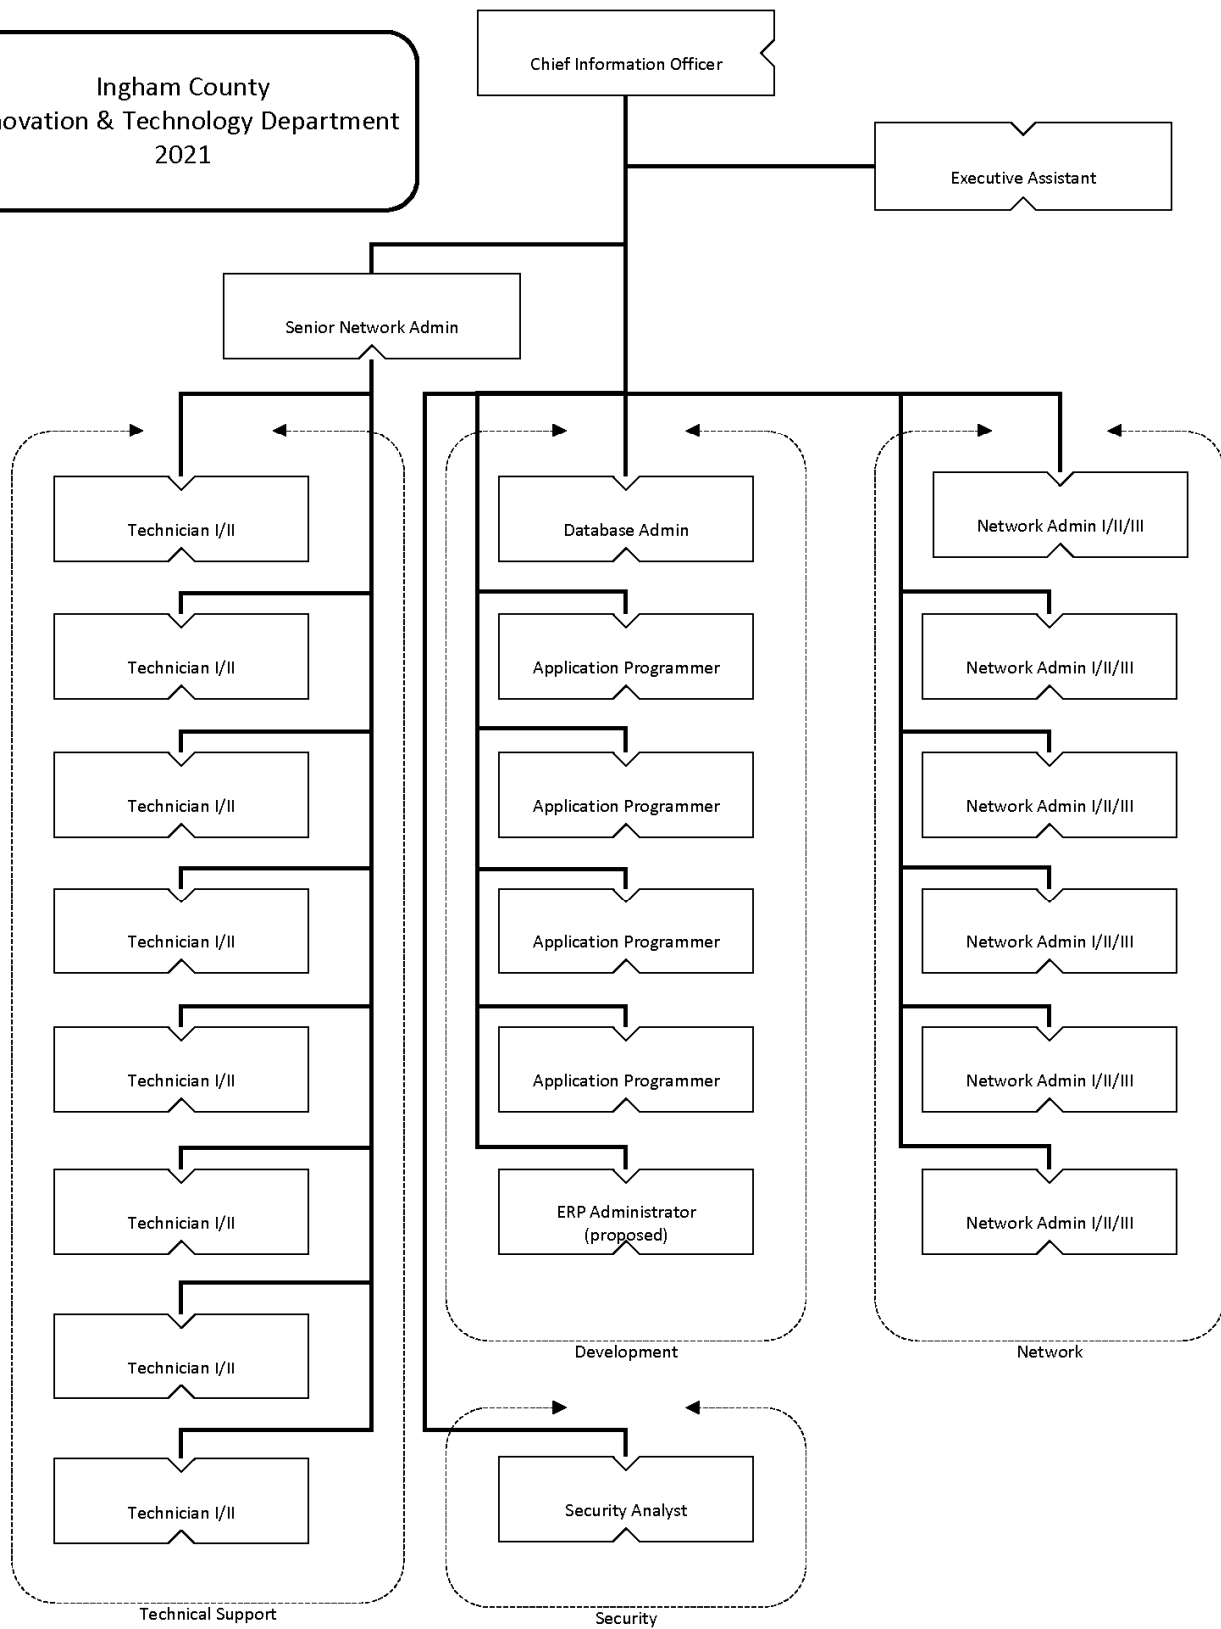 Chief Information Officer
Ingham County
novation & Technology Department
2021
Executive Assistant
Senior Network Admin
Technician I/II
Technician I/II
Technician I/II
Technician I/II
Technician I/II
Technician I/II
Technician I/II
Technician I/II
Technical Support
Database Admin
Application Programmer
Application Programmer
Application Programmer
Application Programmer
ERP Administrator
(proposed)
Development
Security Analyst
Security
Network Admin I/II/III
Network Admin I/II/III
Network Admin I/II/III
Network Admin I/II/III
Network Admin I/II/III
Network Admin I/II/III
Network